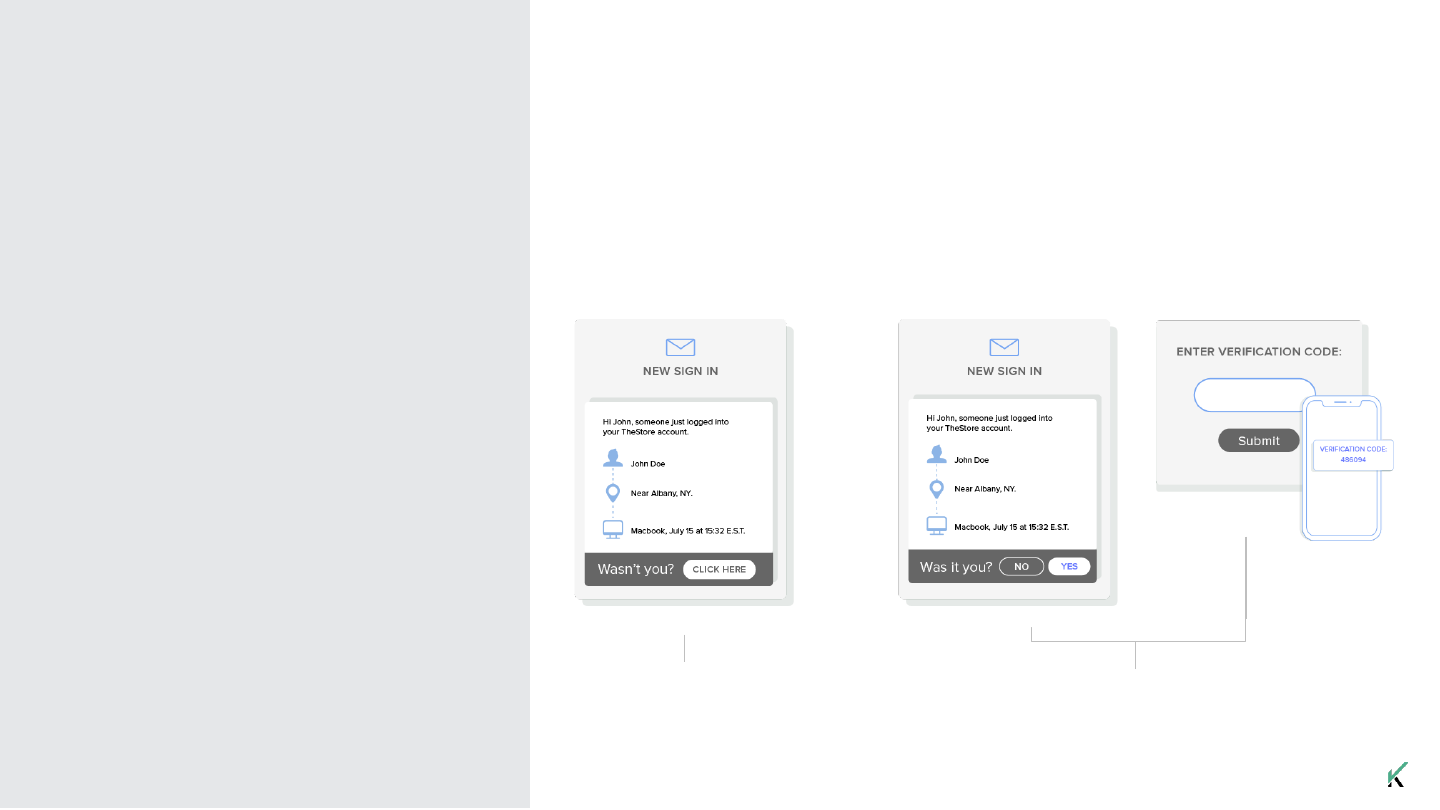 NEW SIGN IN
Hi John, someone just logged into
your TheStore account.
John Doe
Near Albany, NY.
Macbook, July 15 at 15:32 E.S.T.
Wasn't you? CLICK HERE
NEW SIGN IN
Hi John, someone just logged into
your TheStore account.
John Doe
Near Albany, NY.
Macbook, July 15 at 15:32 E.S.T.
Was it you? NO YES
ENTER VERIFICATION CODE:
Submit
VERIFICATION CODE:
486094